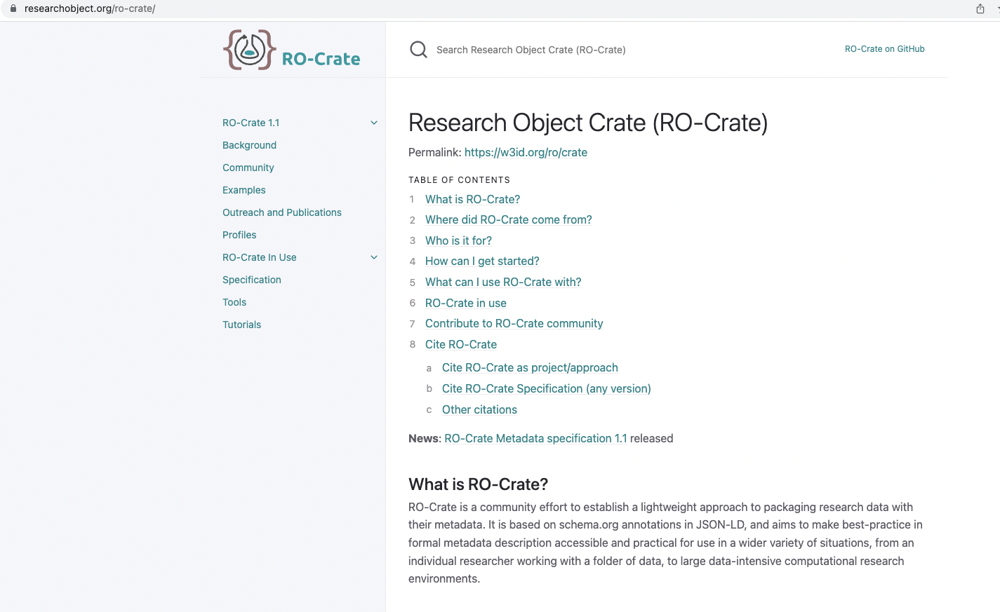 researchobject.org/ro-crate/
RO-Crate
Search Research Object Crate (RO-Crate)
RO-Crate on GitHub
RO-Crate 1.1
Background
Community
Examples
Outreach and Publications
Profiles
RO-Crate In Use
Specification
Tools
Tutorials
Research Object Crate (RO-Crate)
Permalink: https://w3id.org/ro/crate
TABLE OF CONTENTS
1 What is RO-Crate?
2 Where did RO-Crate come from?
3 Who is it for?
4 How can I get started?
5 What can I use RO-Crate with?
6 RO-Crate in use
7 Contribute to RO-Crate community
8 Cite RO-Crate
a Cite RO-Crate as project/approach
b Cite RO-Crate Specification (any version)
c Other citations
News: RO-Crate Metadata specification 1.1 released
What is RO-Crate?
RO-Crate is a community effort to establish a lightweight approach to packaging research data with
their metadata. It is based on schema.org annotations in JSON-LD, and aims to make best-practice in
formal metadata description accessible and practical for use in a wider variety of situations, from an
individual researcher working with a folder of data, to large data-intensive computational research
environments.